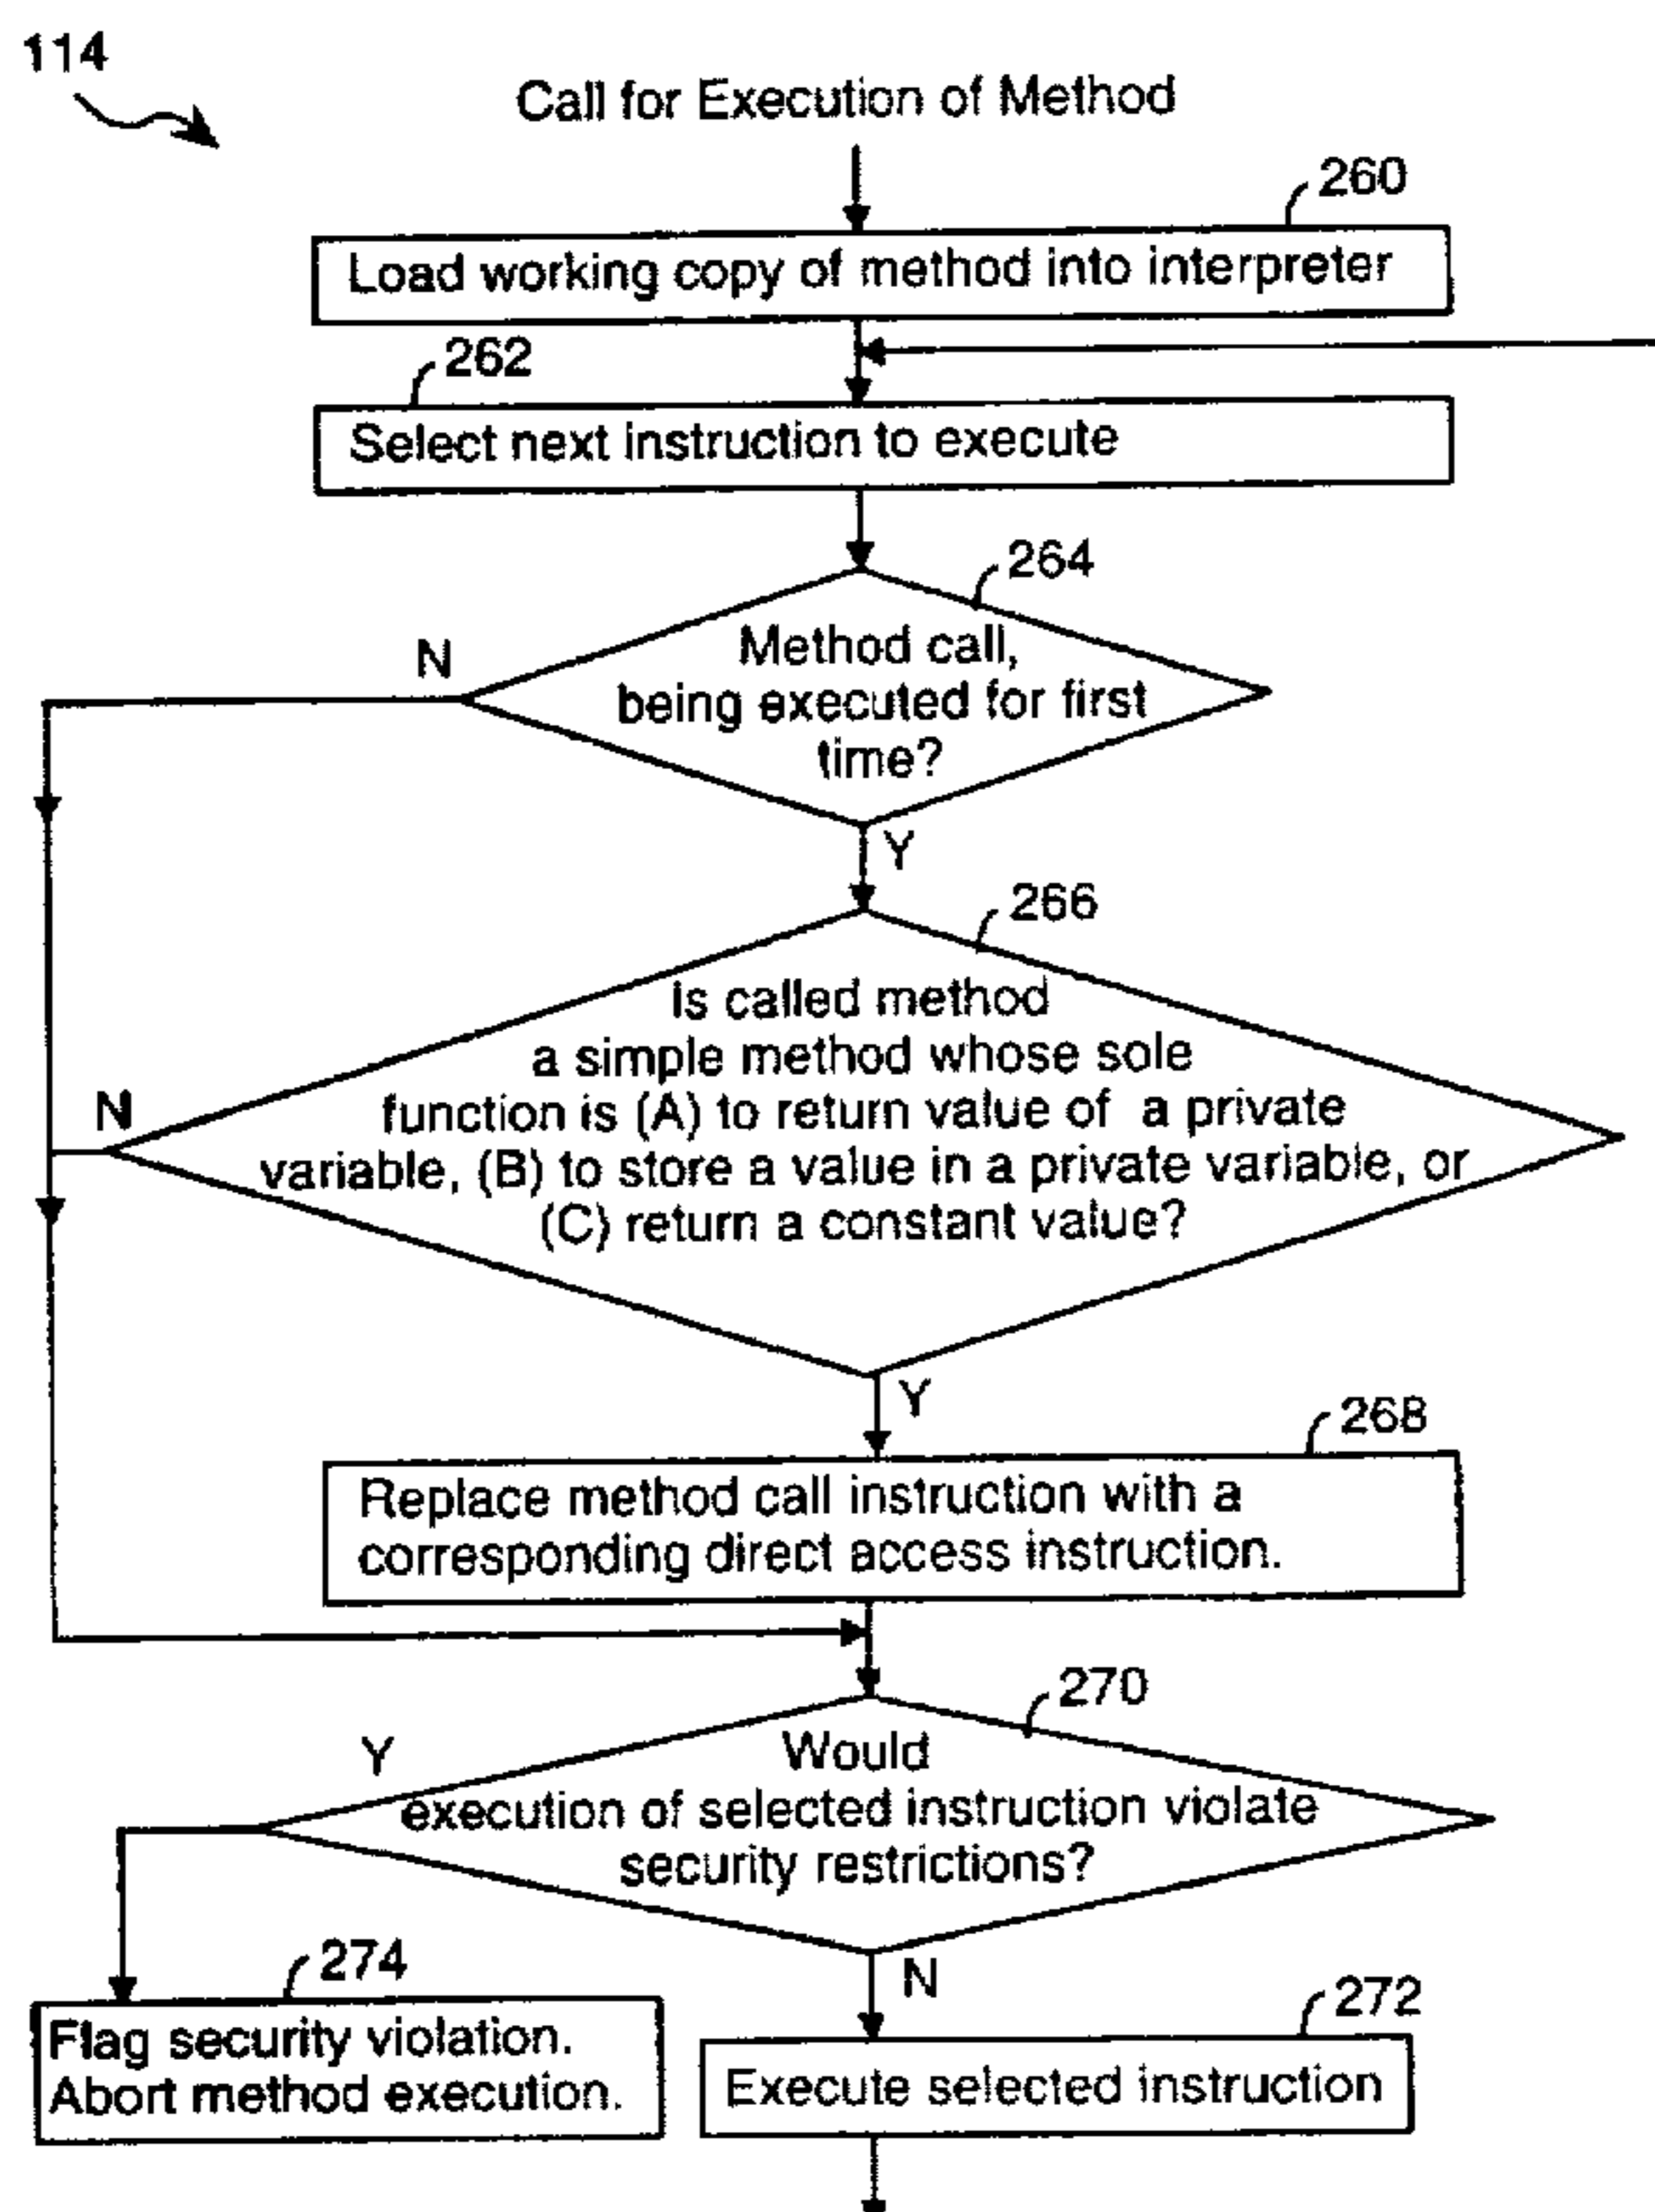 114
Call for Execution of Method
260
Load working copy of method into interpreter
262
Select next instruction to execute
264
N
Method call,
being executed for first
time?
Y
266
Is called method
a simple method whose sole
N
function is (A) to return value of a private
variable, (B) to store a value in a private variable, or
(C) return a constant value?
Y
268
Replace method call instruction with a
corresponding direct access instruction.
270
Y
Would
execution of selected instruction violate
security restrictions?
274
N
272
Flag security violation.
Abort method execution.
Execute selected instruction